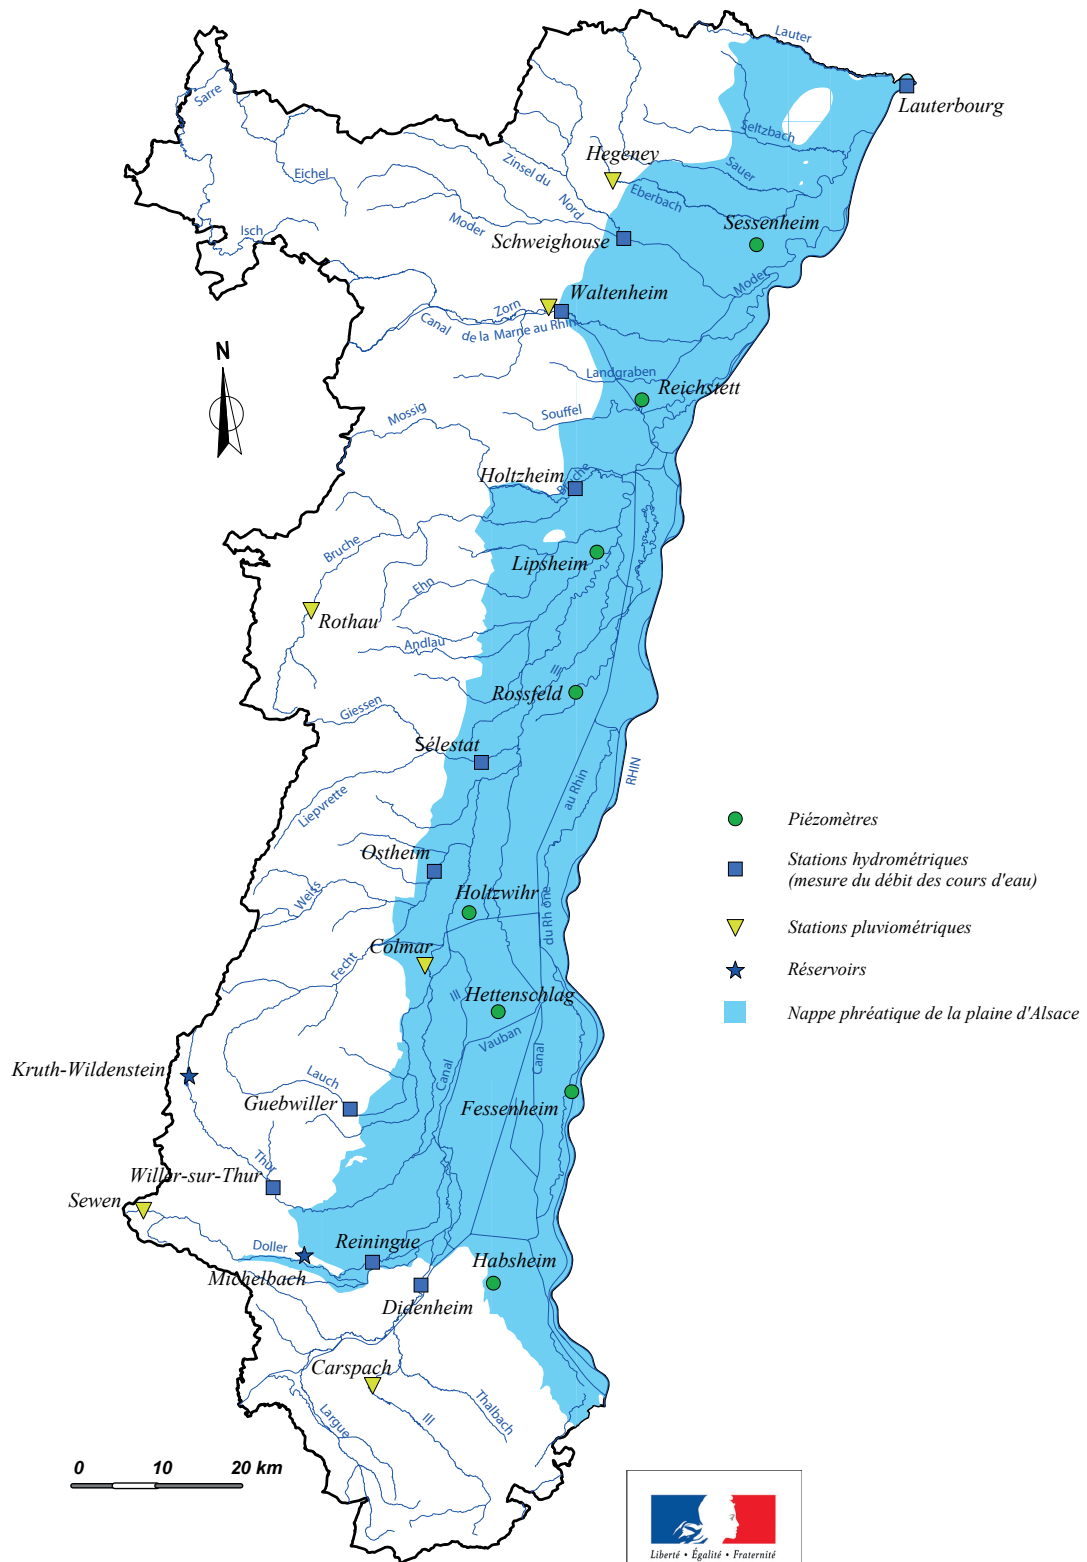 Lauter
Lauterbourg
Sarre
Seltzbach
Hegeney
Zinsel du
Nord
Sauer
Eichel
Eberbach
Moder
Sessenheim
Isch
Schweighouse
Moder
Waltenheim
Zorn
Canal
de la Marne au Rhin
N
Landgraben
Reichstett
Mossig
Souffel
Holtzheim
Bruche
Bruche
Lipsheim
Ehn
Rothau
Andlau
Ill
Rossfeld
Giessen
Sélestat
RHIN
au Rhin
Liepvrette
Piézomètres
Ostheim
Stations hydrométriques
(mesure du débit des cours d'eau)
Weiss
Holtzwihr
du Rhône
Stations pluviométriques
Colmar
Fecht
Réservoirs
Ill
Hettenschlag
Nappe phréatique de la plaine d'Alsace
Vauban
Kruth-Wildenstein
Lauch
Canal
Canal
Guebwiller
Fessenheim
Thur
Willer-sur-Thur
Sewen
Doller
Reiningue
Michelbach
Habsheim
Didenheim
Carspach
Largue
Ill
Thalbach
0 10 20 km
Liberté • Égalité • Fraternité